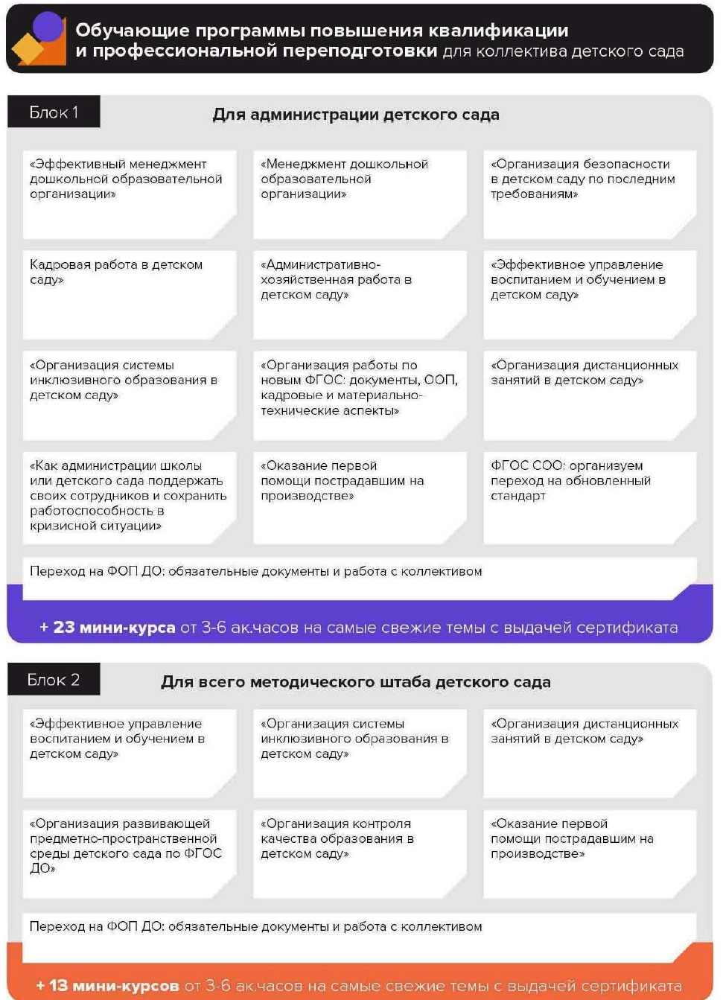 Обучающие программы повышения квалификации
и профессиональной переподготовки для коллектива детского сада
Блок 1
Для администрации детского сада
«Эффективный менеджмент
дошкольной образовательной
организации»
«Менеджмент дошкольной
образовательной
организации»
«Организация безопасности
в детском саду по последним
требованиям»
Кадровая работа в детском
саду»
«Административно-
хозяйственная работа в
детском саду»
«Эффективное управление
воспитанием и обучением в
детском саду»
«Организация системы
инклюзивного образования в
детском саду»
«Организация работы по
новым ФГОС: документы, ООП,
кадровые и материально-
технические аспекты»
«Организация дистанционных
занятий в детском саду»
«Как администрации школы
или детского сада поддержать
своих сотрудников и сохранить
работоспособность в
кризисной ситуации»
«Оказание первой
помощи пострадавшим на
производстве»
ФГОС СОО: организуем
переход на обновленный
стандарт
Переход на ФОП ДО: обязательные документы и работа с коллективом
+ 23 мини-курса от 3-6 ак.часов на самые свежие темы с выдачей сертификата
Блок 2
Для всего методического штаба детского сада
«Эффективное управление
воспитанием и обучением в
детском саду»
«Организация системы
инклюзивного образования в
детском саду»
«Организация дистанционных
занятий в детском саду»
«Организация развивающей
предметно-пространственной
среды детского сада по ФГОС
ДО»
«Организация контроля
качества образования в
детском саду»
«Оказание первой
помощи пострадавшим на
производстве»
Переход на ФОП ДО: обязательные документы и работа с коллективом
+ 13 мини-курсов от 3-6 ак.часов на самые свежие темы с выдачей сертификата